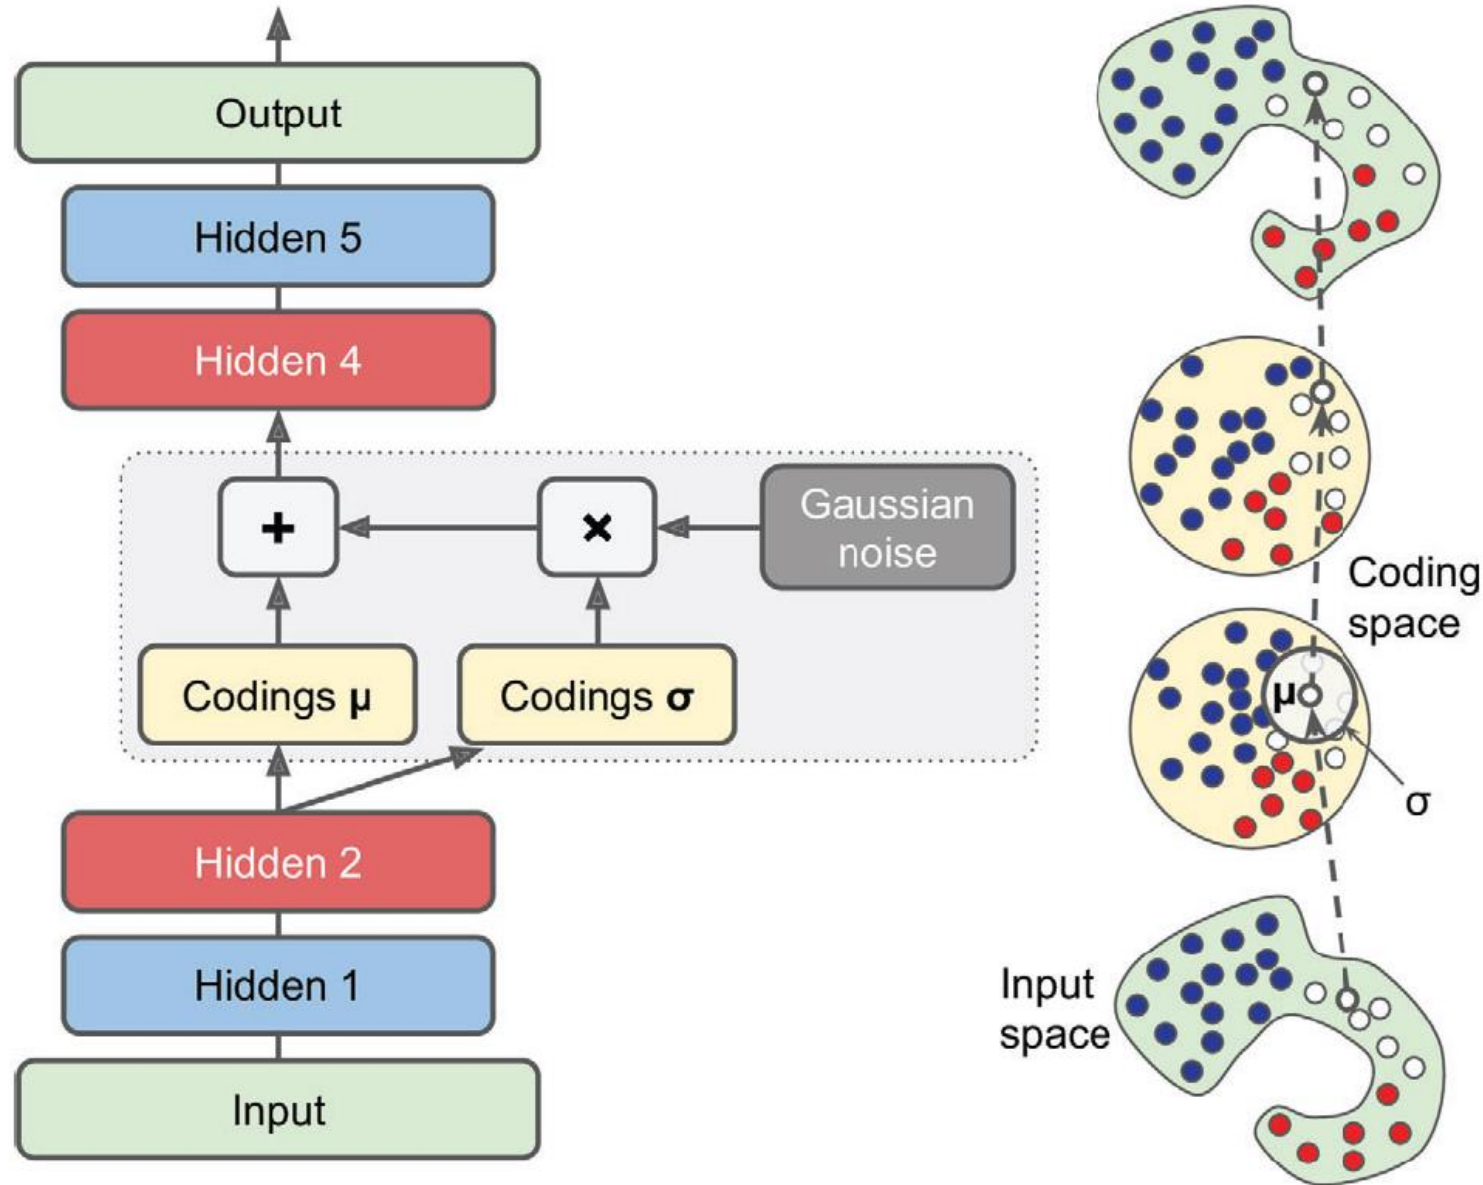 Output
Hidden 5
Hidden 4
+
×
Gaussian
noise
Codings μ
Codings σ
Hidden 2
Hidden 1
Input
Coding
space
μ
σ
Input
space